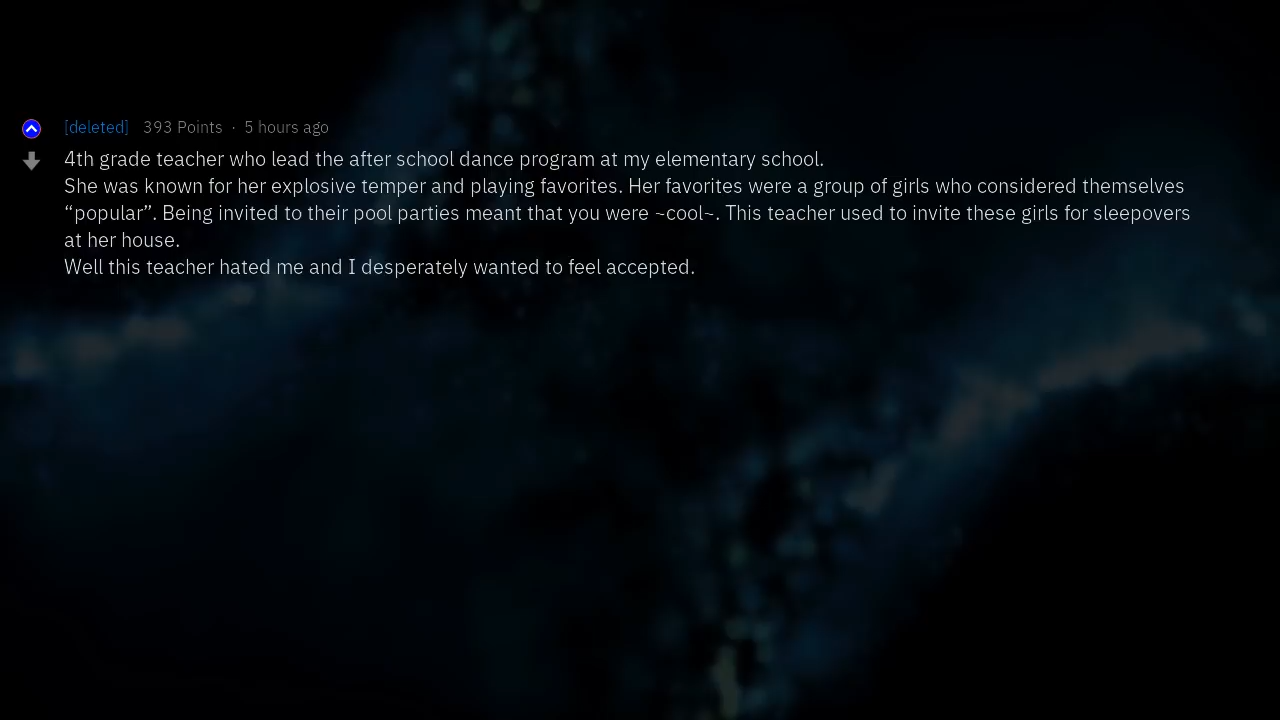 [deleted] 393 Points · 5 hours ago
4th grade teacher who lead the after school dance program at my elementary school.
She was known for her explosive temper and playing favorites. Her favorites were a group of girls who considered themselves
“popular”. Being invited to their pool parties meant that you were ~cool~. This teacher used to invite these girls for sleepovers
at her house.
Well this teacher hated me and I desperately wanted to feel accepted.